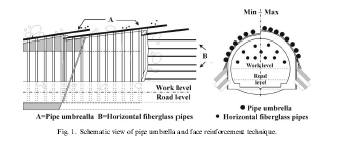 A
Min Max
B
Work level
Road level
Work level
Road level
A=Pipe umbrealla B=Horizontal fiberglass pipes
Pipe umbrella
Horizontal fiberglass pipes
Fig. 1. Schematic view of pipe umbrella and face reinforcement technique.